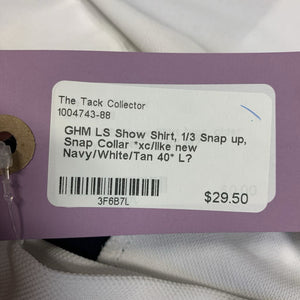 The Tack Collector
1004743-88
GHM LS Show Shirt, 1/3 Snap up,
Snap Collar *xc/like new
Navy/White/Tan 40* L?
3F6B7L
$29.50